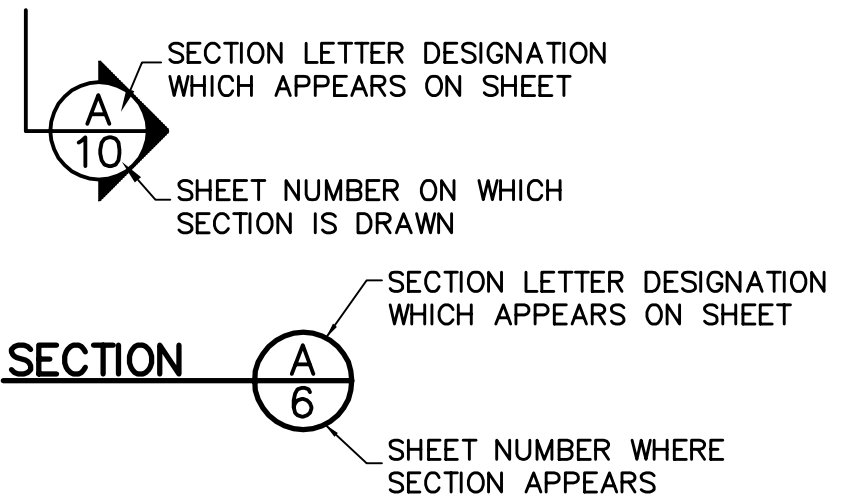 SECTION LETTER DESIGNATION
WHICH APPEARS ON SHEET
A
10
SHEET NUMBER ON WHICH
SECTION IS DRAWN
SECTION LETTER DESIGNATION
WHICH APPEARS ON SHEET
SECTION
A
6
SHEET NUMBER WHERE
SECTION APPEARS